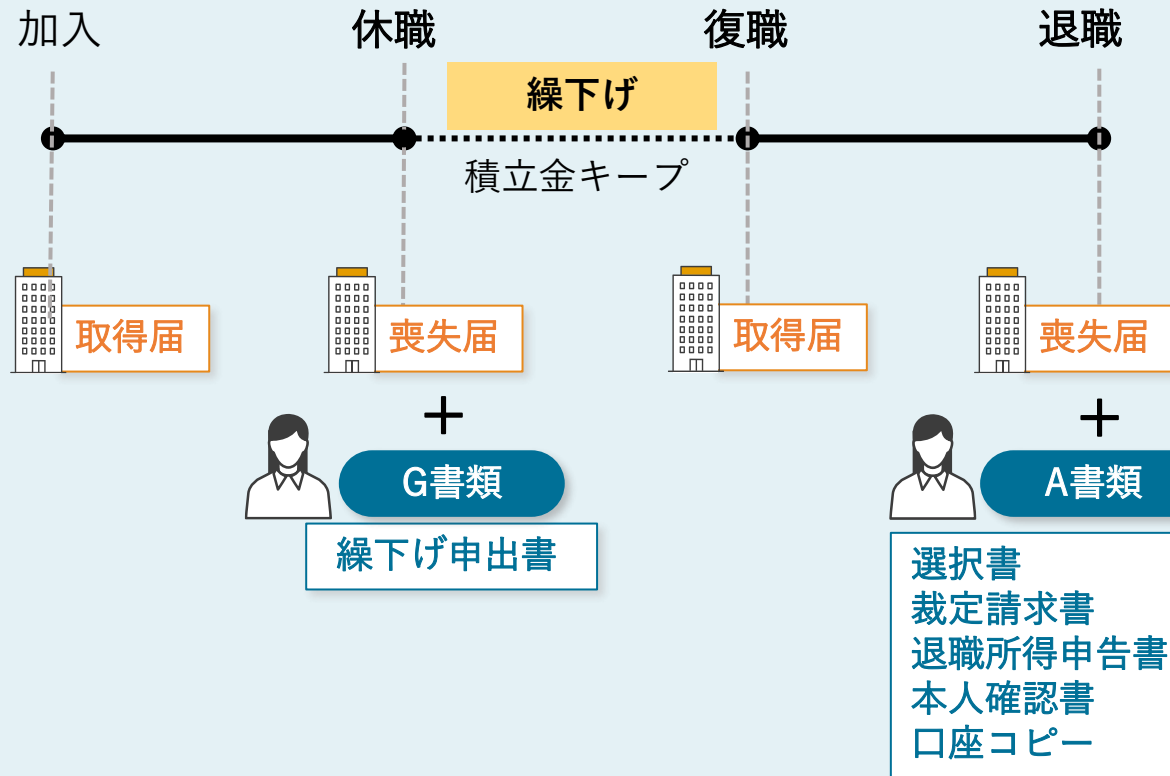 加入
休職
復職
退職
繰下げ
積立金キープ
取得届
喪失届
取得届
喪失届
+
+
G書類
A書類
繰下げ申出書
選択書
裁定請求書
退職所得申告書
本人確認書
口座コピー